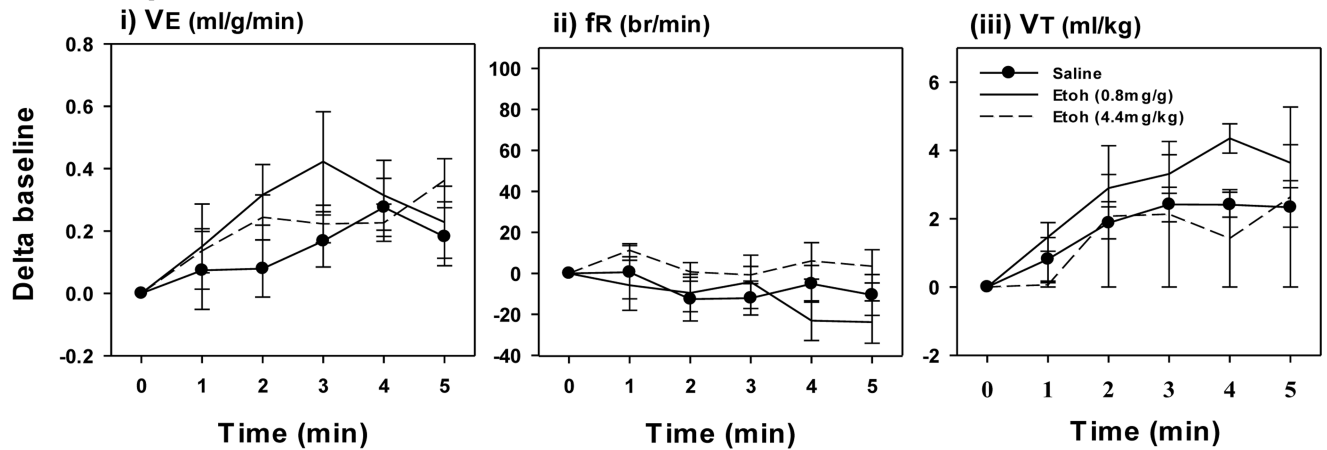 i) VE (ml/g/min)
ii) fR (br/min)
(iii) VT (ml/kg)
Delta baseline
0.8
0.6
0.4
0.2
0.0
-0.2
0 1 2 3 4 5
Time (min)
100
80
60
40
20
0
-20
-40
0 1 2 3 4 5
Time (min)
Saline
Etoh (0.8mg/g)
Etoh (4.4mg/kg)
6
4
2
0
-2
0 1 2 3 4 5
Time (min)